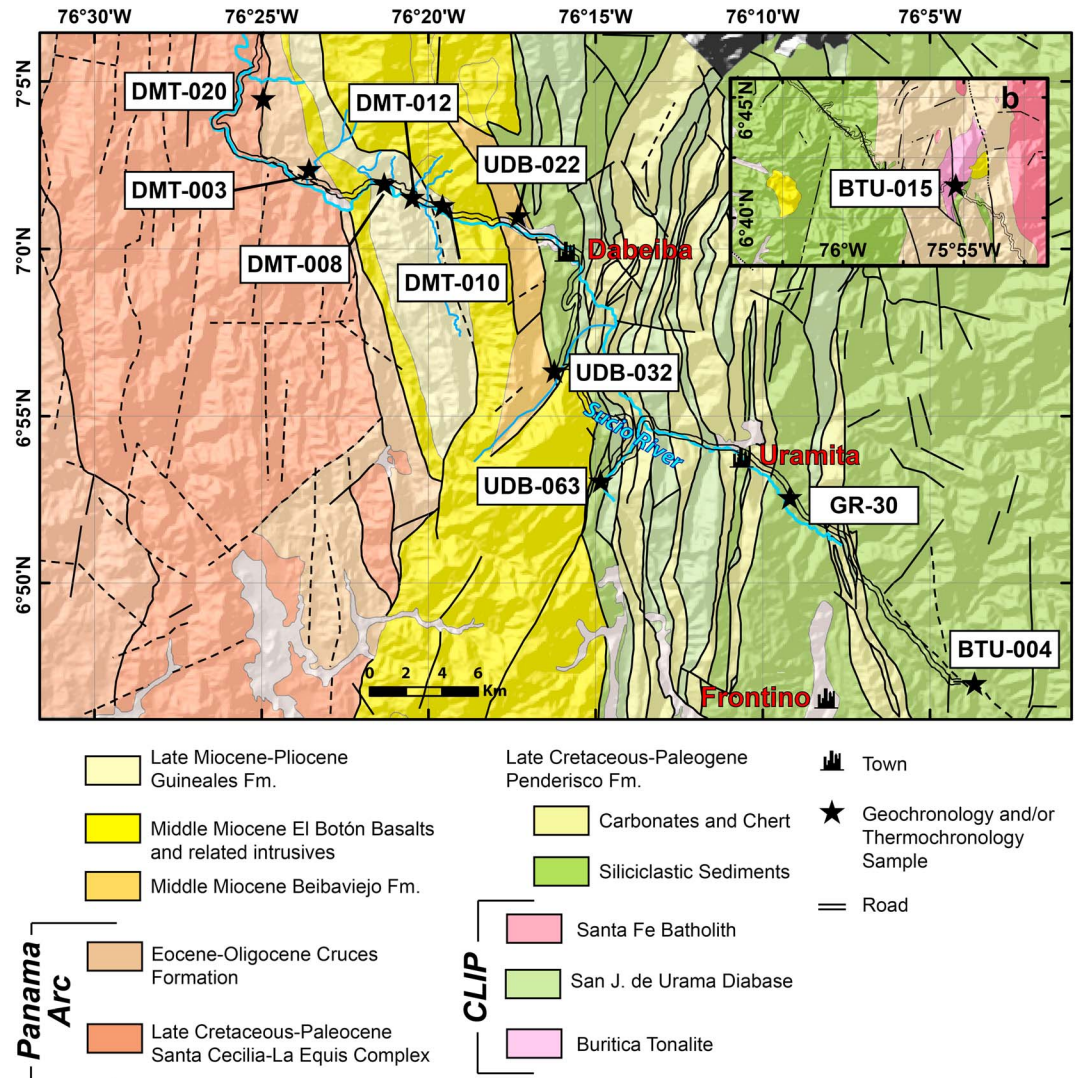 76°30'W 76°25'W 76°20'W 76°15'W 76°10'W 76°5'W
7°55'N
7°0'N
6°55'N
6°50'N
DMT-020
DMT-012
UDB-022
DMT-003
DMT-008
DMT-010
Dabeiba
UDB-032
Sucio River
Uramita
UDB-063
GR-30
BTU-004
Frontino
0 2 4 6
Km
b
6°45'N
6°40'N
BTU-015
76°W 75°55'W
Late Miocene-Pliocene
Guineales Fm.
Middle Miocene El Botón Basalts
and related intrusives
Middle Miocene Beibaviejo Fm.
Panama
Arc
Eocene-Oligocene Cruces
Formation
Late Cretaceous-Paleocene
Santa Cecilia-La Equis Complex
Late Cretaceous-Paleogene
Penderisco Fm.
Carbonates and Chert
Siliciclastic Sediments
CLIP
Santa Fe Batholith
San J. de Urama Diabase
Buritica Tonalite
Town
Geochronology and/or
Thermochronology
Sample
Road